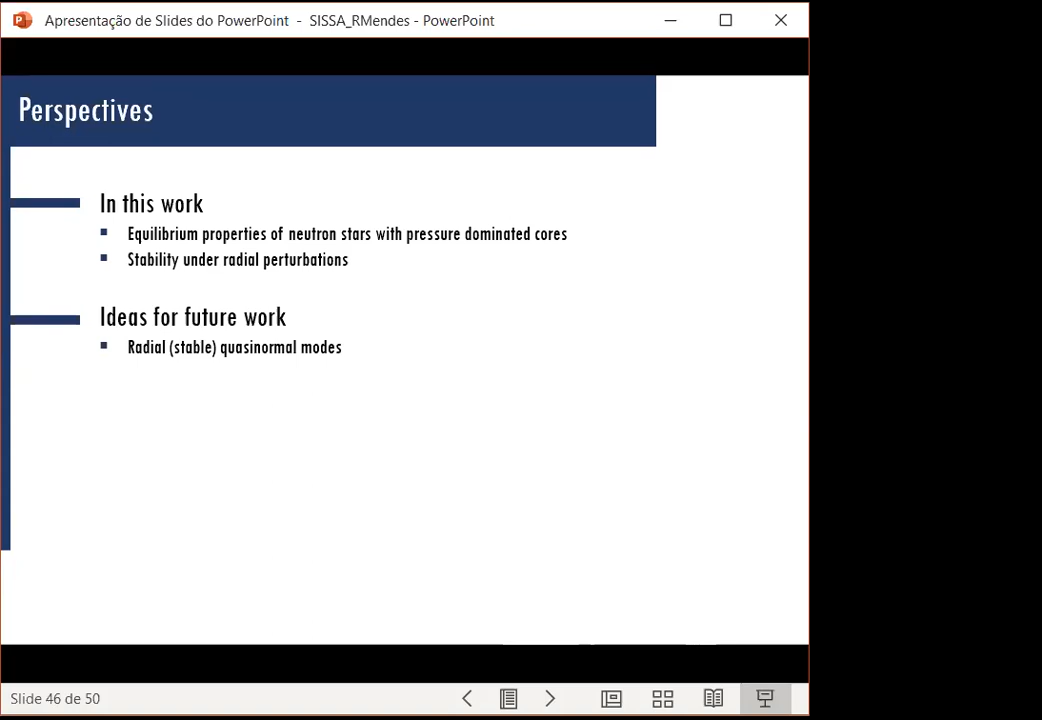 Apresentação de Slides do PowerPoint - SISSA_RMendes - PowerPoint
Perspectives
In this work
Equilibrium properties of neutron stars with pressure dominated cores
Stability under radial perturbations
Ideas for future work
Radial (stable) quasinormal modes
Slide 46 de 50